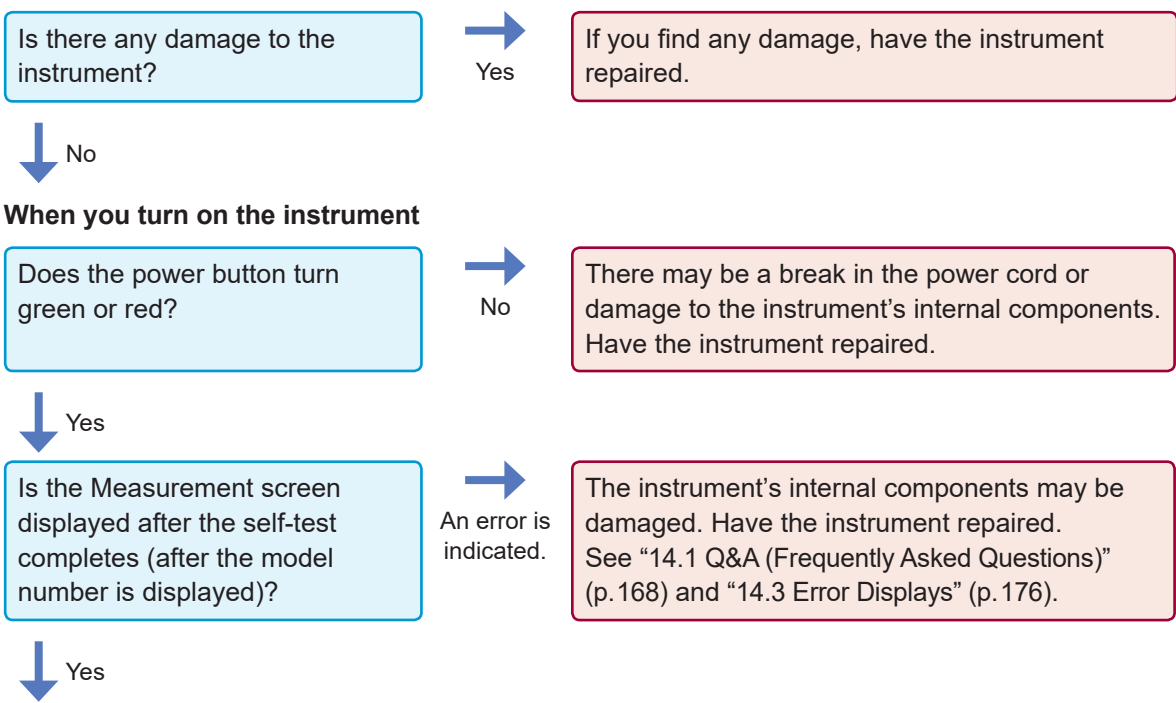 Is there any damage to the
instrument?
Yes
If you find any damage, have the instrument
repaired.
No
When you turn on the instrument
Does the power button turn
green or red?
No
There may be a break in the power cord or
damage to the instrument’s internal components.
Have the instrument repaired.
Yes
Is the Measurement screen
displayed after the self-test
completes (after the model
number is displayed)?
An error is
indicated.
The instrument’s internal components may be
damaged. Have the instrument repaired.
See “14.1 Q&A (Frequently Asked Questions)”
(p.168) and “14.3 Error Displays” (p.176).
Yes